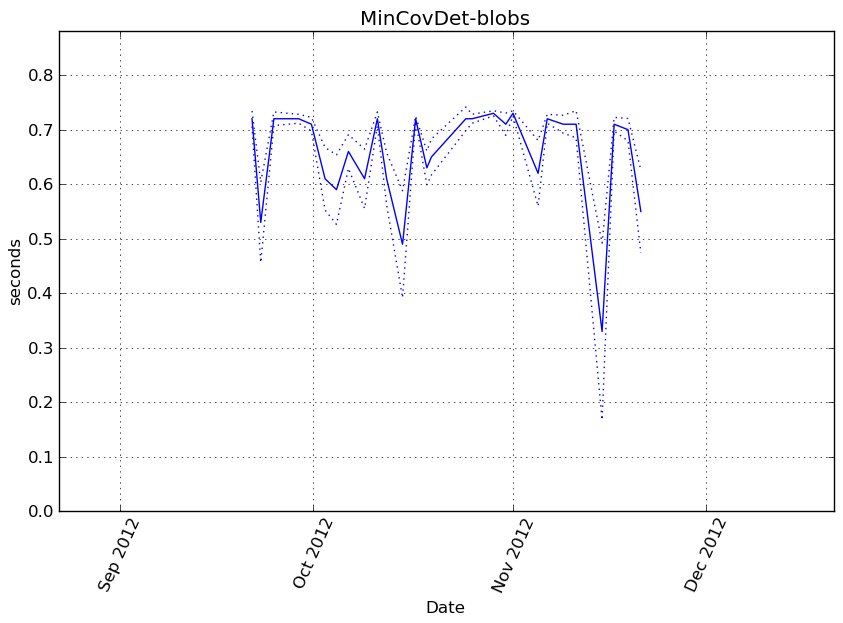 MinCovDet-blobs
0.8
0.7
0.6
0.5
0.4
0.3
0.2
0.1
0.0
seconds
Sep 2012
Oct 2012
Nov 2012
Dec 2012
Date